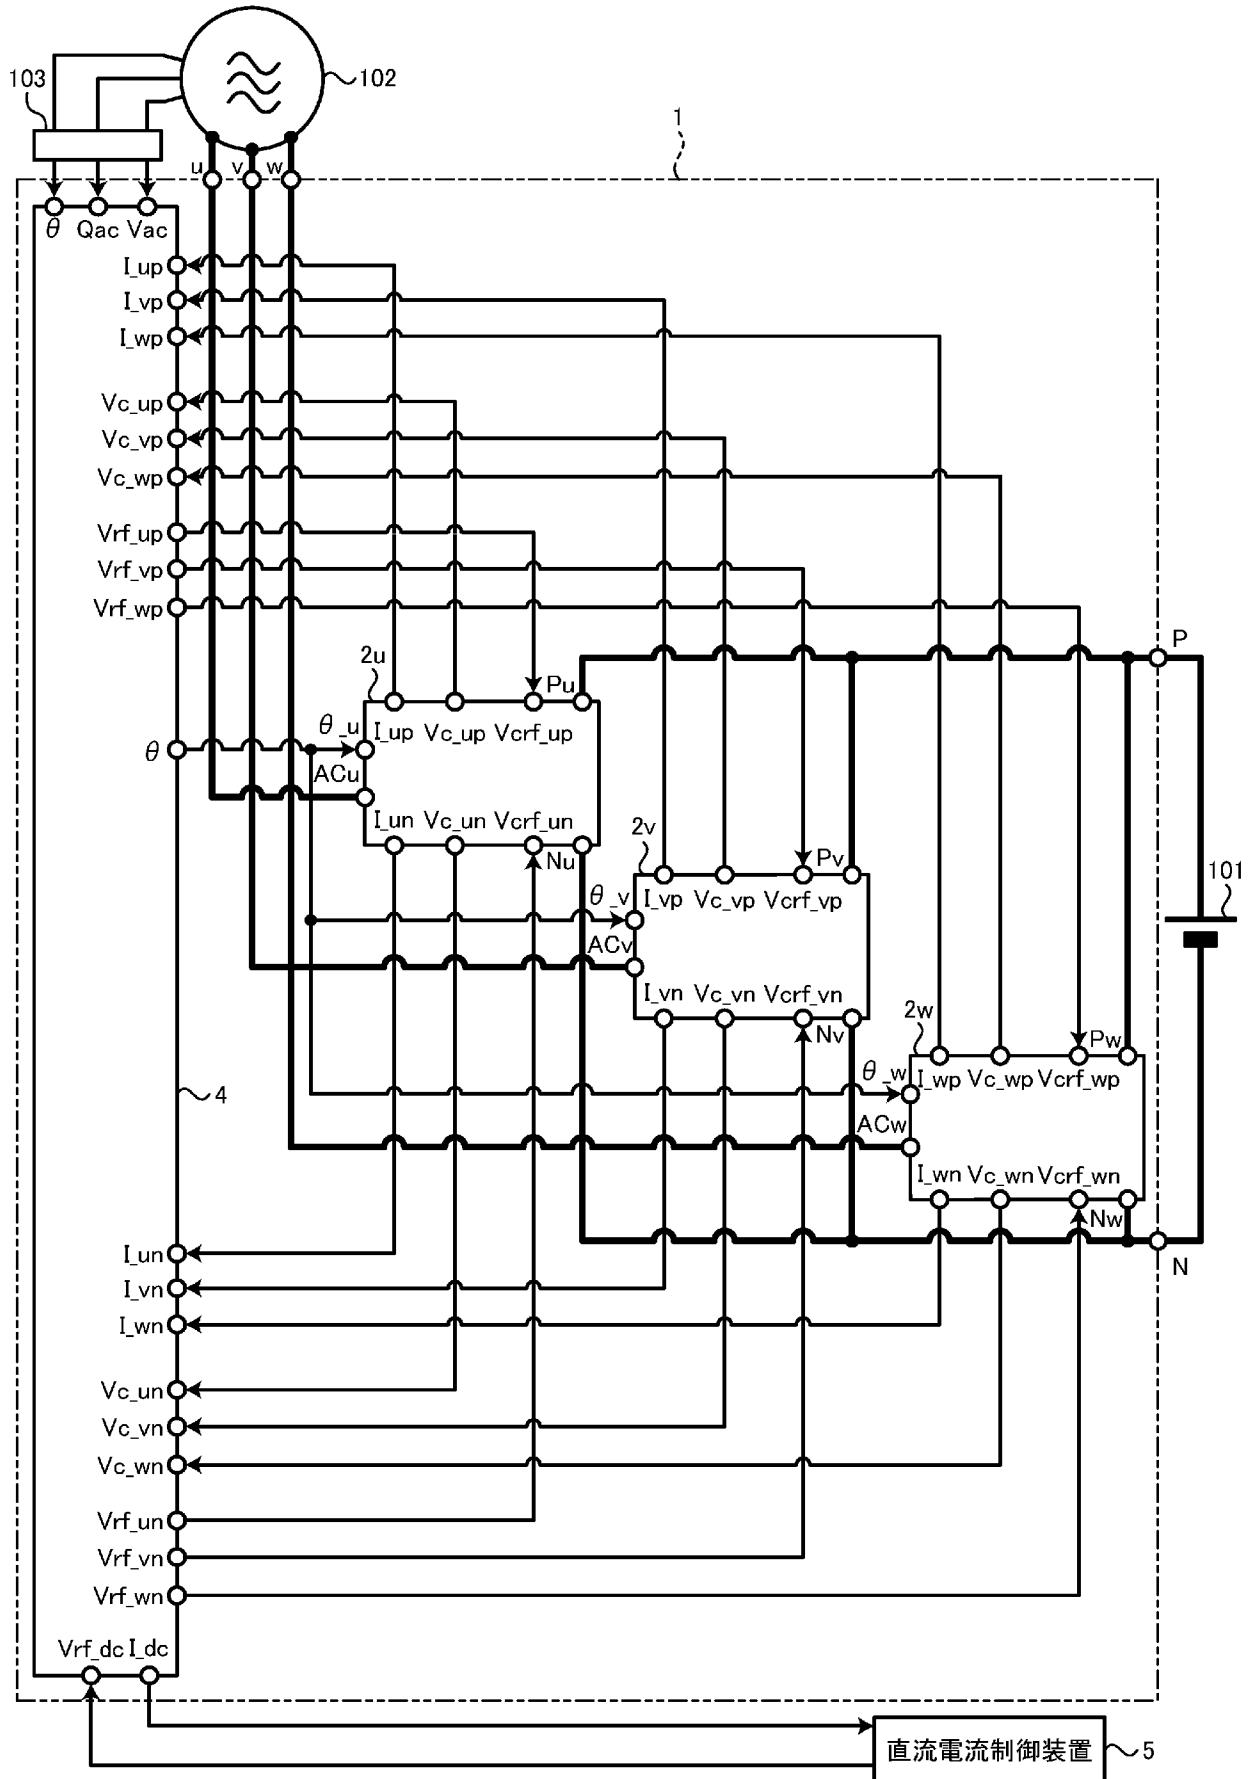 103
102
1
u v w
θ Qac Vac
I_up
I_vp
I_wp
Vc_up
Vc_vp
Vc_wp
Vrf_up
Vrf_vp
Vrf_wp
P
2u
Pu
θ_u
I_up Vc_up Vcrf_up
θ
ACu
I_un Vc_un Vcrf_un
Nu
2v
Pv
101
θ_v
I_vp Vc_vp Vcrf_vp
ACv
I_vn Vc_vn Vcrf_vn
Nv
2w
Pw
θ_w
I_wp Vc_wp Vcrf_wp
4
ACw
I_wn Vc_wn Vcrf_wn
Nw
N
I_un
I_vn
I_wn
Vc_un
Vc_vn
Vc_wn
Vrf_un
Vrf_vn
Vrf_wn
Vrf_dc I_dc
直流電流制御装置
5